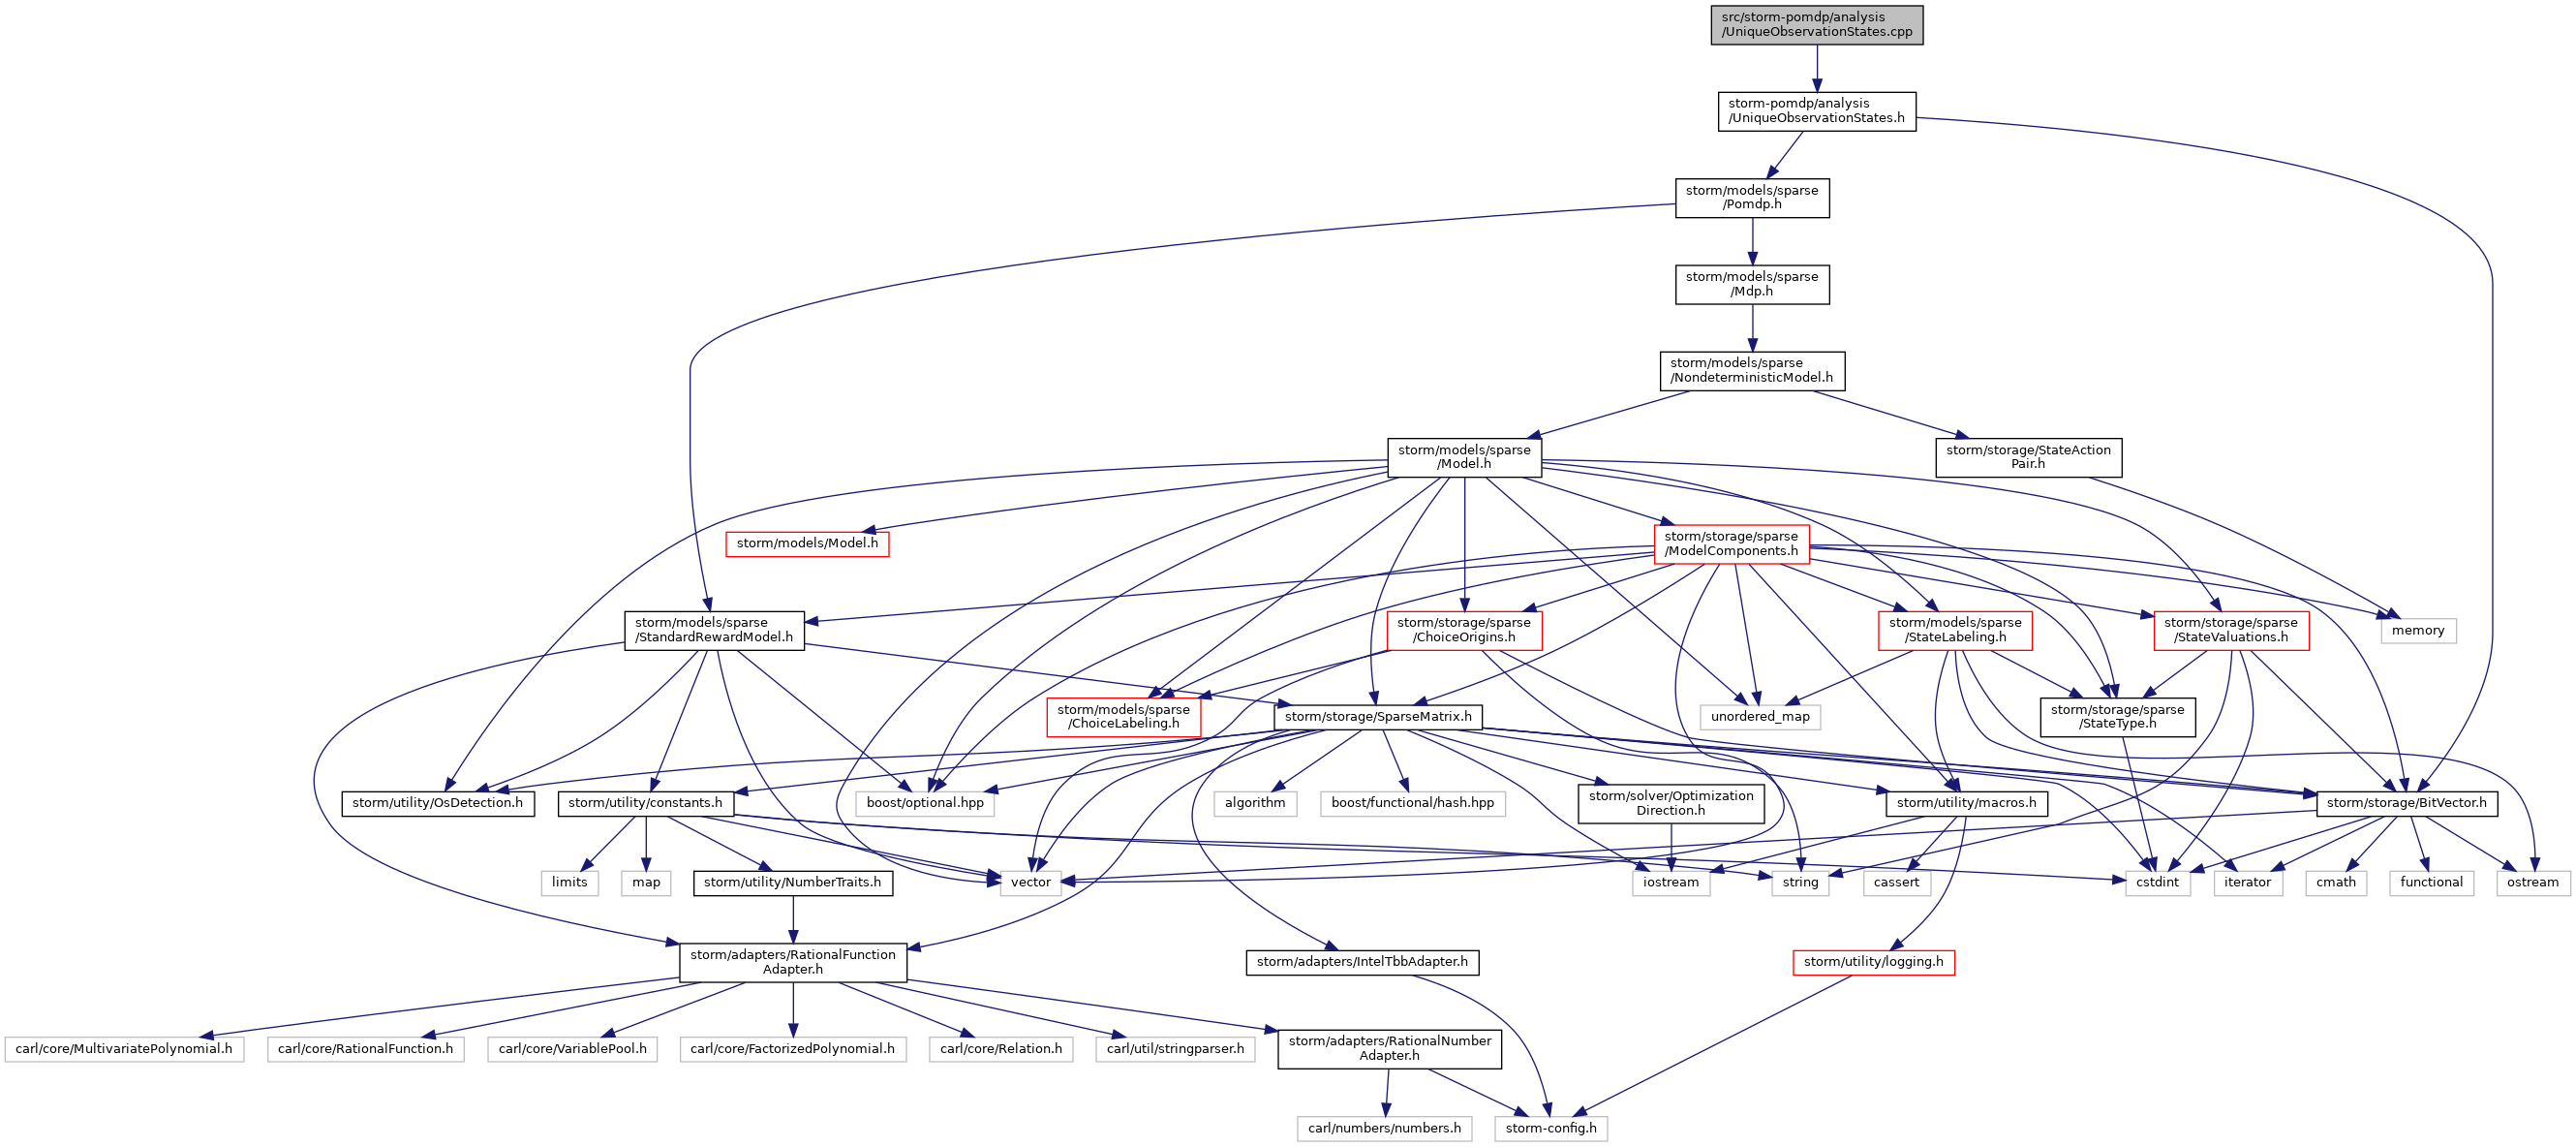 src/storm-pomdp/analysis
/UniqueObservationStates.cpp
storm-pomdp/analysis
/UniqueObservationStates.h
storm/models/sparse
/Pomdp.h
storm/models/sparse
/Mdp.h
storm/models/sparse
/NondeterministicModel.h
storm/models/sparse
/Model.h
storm/storage/StateAction
Pair.h
storm/models/Model.h
storm/storage/sparse
/ModelComponents.h
storm/models/sparse
/StandardRewardModel.h
storm/storage/sparse
/ChoiceOrigins.h
storm/models/sparse
/StateLabeling.h
storm/storage/sparse
/StateValuations.h
memory
storm/models/sparse
/ChoiceLabeling.h
storm/storage/SparseMatrix.h
unordered_map
storm/storage/sparse
/StateType.h
storm/utility/OsDetection.h
storm/utility/constants.h
boost/optional.hpp
algorithm
boost/functional/hash.hpp
storm/solver/Optimization
Direction.h
storm/utility/macros.h
storm/storage/BitVector.h
limits
map
storm/utility/NumberTraits.h
vector
iostream
string
cassert
cstdint
iterator
cmath
functional
ostream
storm/adapters/RationalFunction
Adapter.h
storm/adapters/IntelTbbAdapter.h
storm/utility/logging.h
carl/core/MultivariatePolynomial.h
carl/core/RationalFunction.h
carl/core/VariablePool.h
carl/core/FactorizedPolynomial.h
carl/core/Relation.h
carl/util/stringparser.h
storm/adapters/RationalNumber
Adapter.h
carl/numbers/numbers.h
storm-config.h